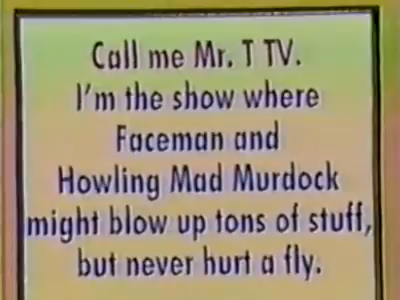 Call me Mr. T TV.
I'm the show where
Faceman and
Howling Mad Murdock
might blow up tons of stuff,
but never hurt a fly.